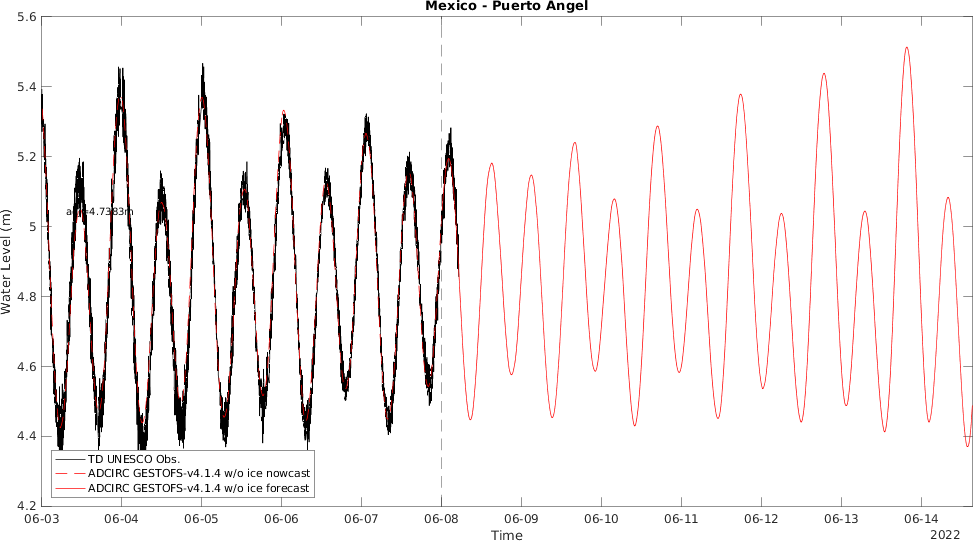 Mexico - Puerto Angel
5.6
5.4
5.2
5
4.8
4.6
4.4
4.2
Water Level (m)
=4.7383m
TD UNESCO Obs.
ADCIRC GESTOFS-v4.1.4 w/o ice nowcast
ADCIRC GESTOFS-v4.1.4 w/o ice forecast
06-03 06-04 06-05 06-06 06-07 06-08 06-09 06-10 06-11 06-12 06-13 06-14
2022
Time